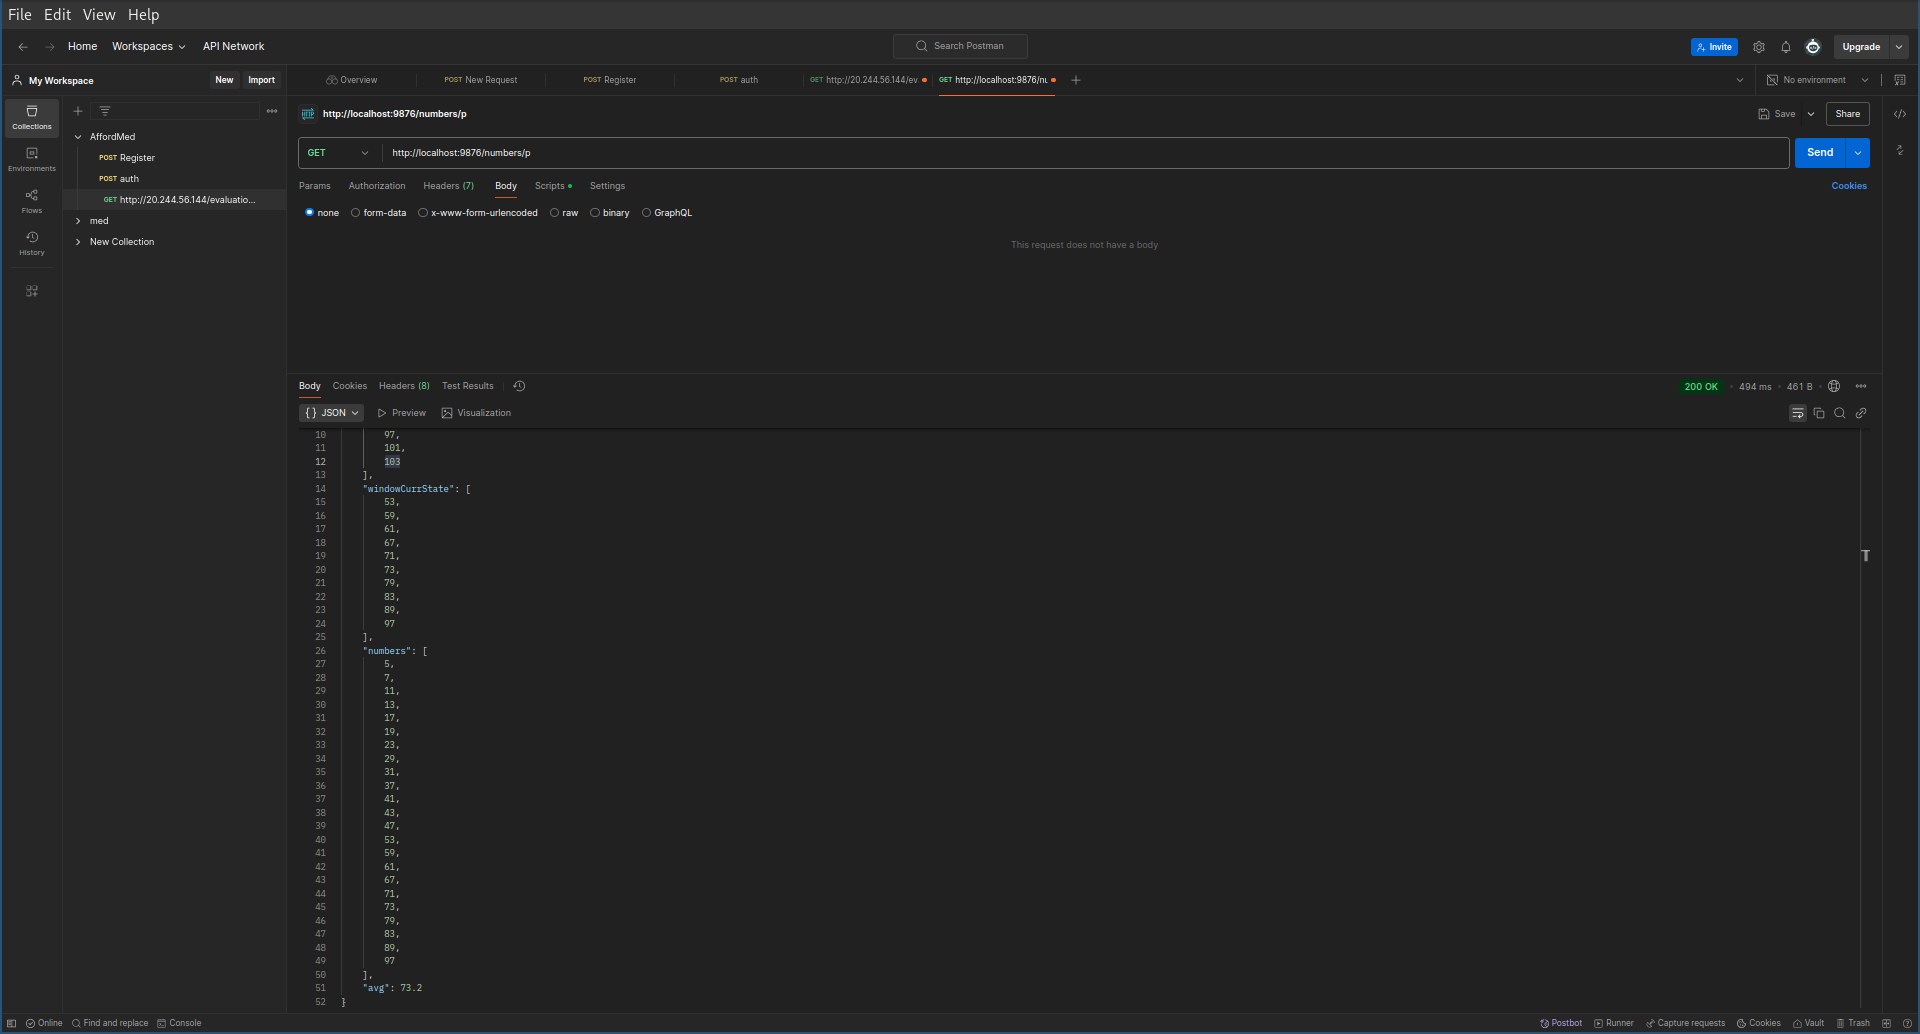 File Edit View Help
Home Workspaces API Network Search Postman Invite Upgrade
My Workspace New Import Overview POST New Request POST Register POST auth GET http://20.244.56.144/ev GET http://localhost:9876/nu No environment
Collections
Environments
Flows
History
AffordMed
POST Register
POST auth
GET http://20.244.56.144/evaluatio...
med
New Collection
HTTP http://localhost:9876/numbers/p Save Share
GET http://localhost:9876/numbers/p Send
Params Authorization Headers (7) Body Scripts Settings Cookies
none form-data x-www-form-urlencoded raw binary GraphQL
This request does not have a body
Body Cookies Headers (8) Test Results 200 OK • 494 ms • 461 B
{} JSON Preview Visualization
10 97,
11 101,
12 103
13 ],
14 "windowCurrState": [
15 53,
16 59,
17 61,
18 67,
19 71,
20 73,
21 79,
22 83,
23 89,
24 97
25 ],
26 "numbers": [
27 5,
28 7,
29 11,
30 13,
31 17,
32 19,
33 23,
34 29,
35 31,
36 37,
37 41,
38 43,
39 47,
40 53,
41 59,
42 61,
43 67,
44 71,
45 73,
46 79,
47 83,
48 89,
49 97
50 ],
51 "avg": 73.2
52 }
Online Find and replace Console Postbot Runner Capture requests Cookies Vault Trash